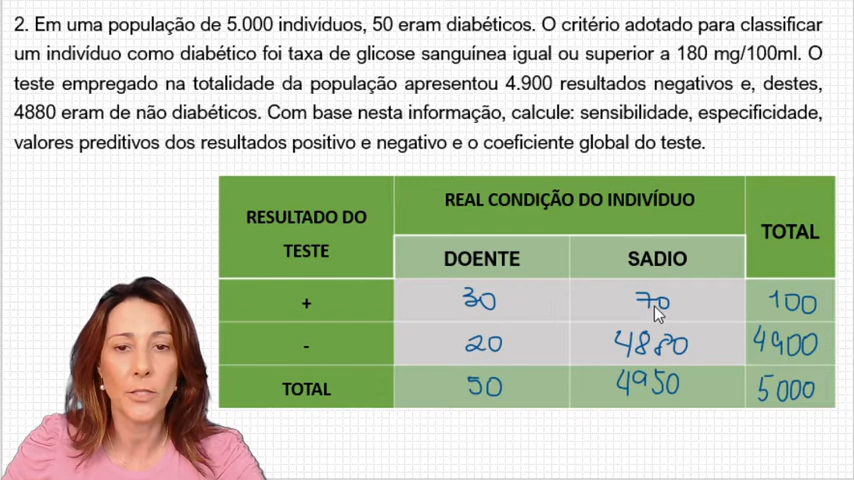 2. Em uma população de 5.000 indivíduos, 50 eram diabéticos. O critério adotado para classificar
um indivíduo como diabético foi taxa de glicose sanguínea igual ou superior a 180 mg/100ml. O
teste empregado na totalidade da população apresentou 4.900 resultados negativos e, destes,
4880 eram de não diabéticos. Com base nesta informação, calcule: sensibilidade, especificidade,
valores preditivos dos resultados positivo e negativo e o coeficiente global do teste.
RESULTADO DO
TESTE
REAL CONDIÇÃO DO INDIVÍDUO
TOTAL
DOENTE SADIO
+ 30 70 100
- 20 4880 4900
TOTAL 50 4950 5000